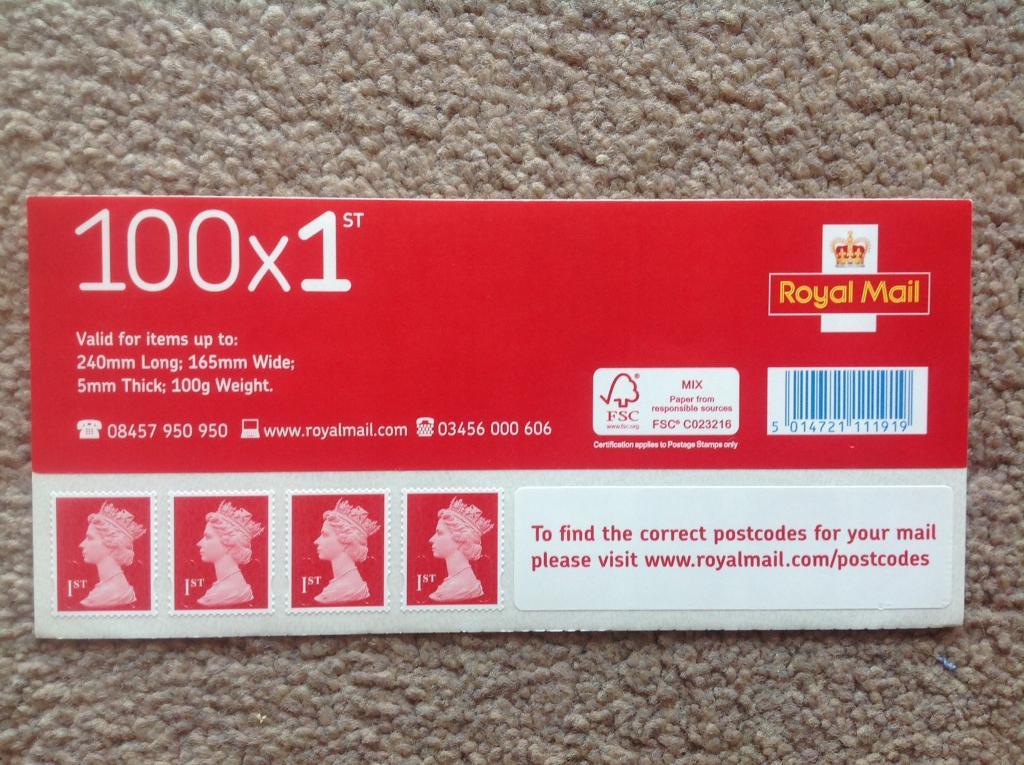 100x1ST
Royal Mail
Valid for items up to:
240mm Long; 165mm Wide;
5mm Thick; 100g Weight.
08457 950 950 www.royalmail.com 03456 000 606
FSC
www.fsc.org
MIX
Paper from
responsible sources
FSC® C023216
Certification applies to Postage Stamps only
5 014721 111919
1ST
1ST
1ST
1ST
To find the correct postcodes for your mail
please visit www.royalmail.com/postcodes